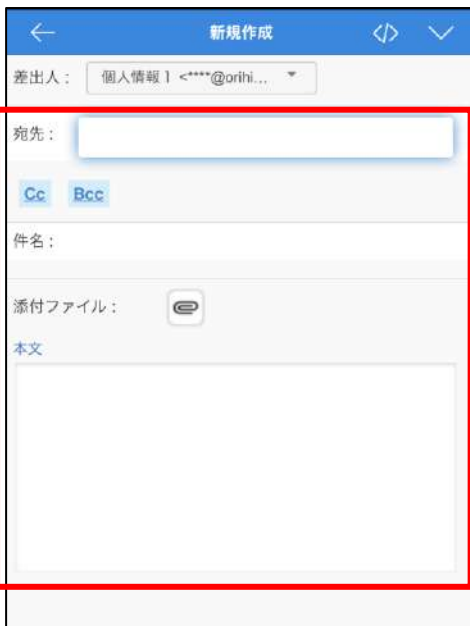 新規作成 </>
差出人： 個人情報1 <****@orihi...
宛先：
Cc Bcc
件名：
添付ファイル：
本文